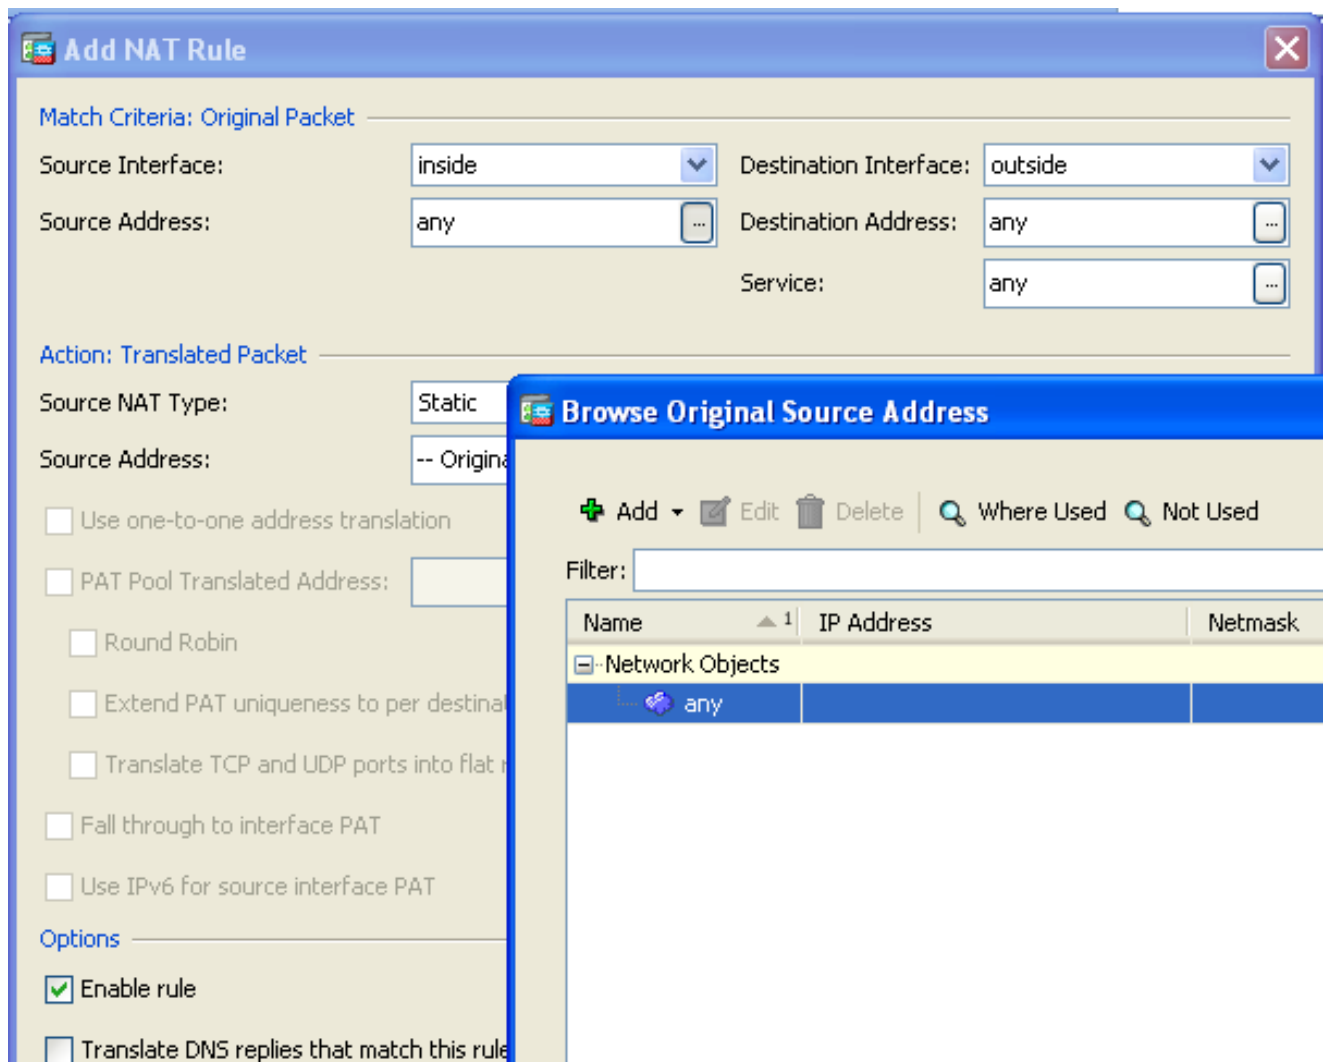 Add NAT Rule
Match Criteria: Original Packet
Source Interface: inside Destination Interface: outside
Source Address: any ... Destination Address: any ...
Service: any ...
Action: Translated Packet
Source NAT Type: Static
Source Address: -- Origina
Use one-to-one address translation
PAT Pool Translated Address:
Round Robin
Extend PAT uniqueness to per destinat
Translate TCP and UDP ports into flat r
Fall through to interface PAT
Use IPv6 for source interface PAT
Options
Enable rule
Translate DNS replies that match this rule
Browse Original Source Address
Add Edit Delete Where Used Not Used
Filter:
Name 1 IP Address Netmask
Network Objects
any